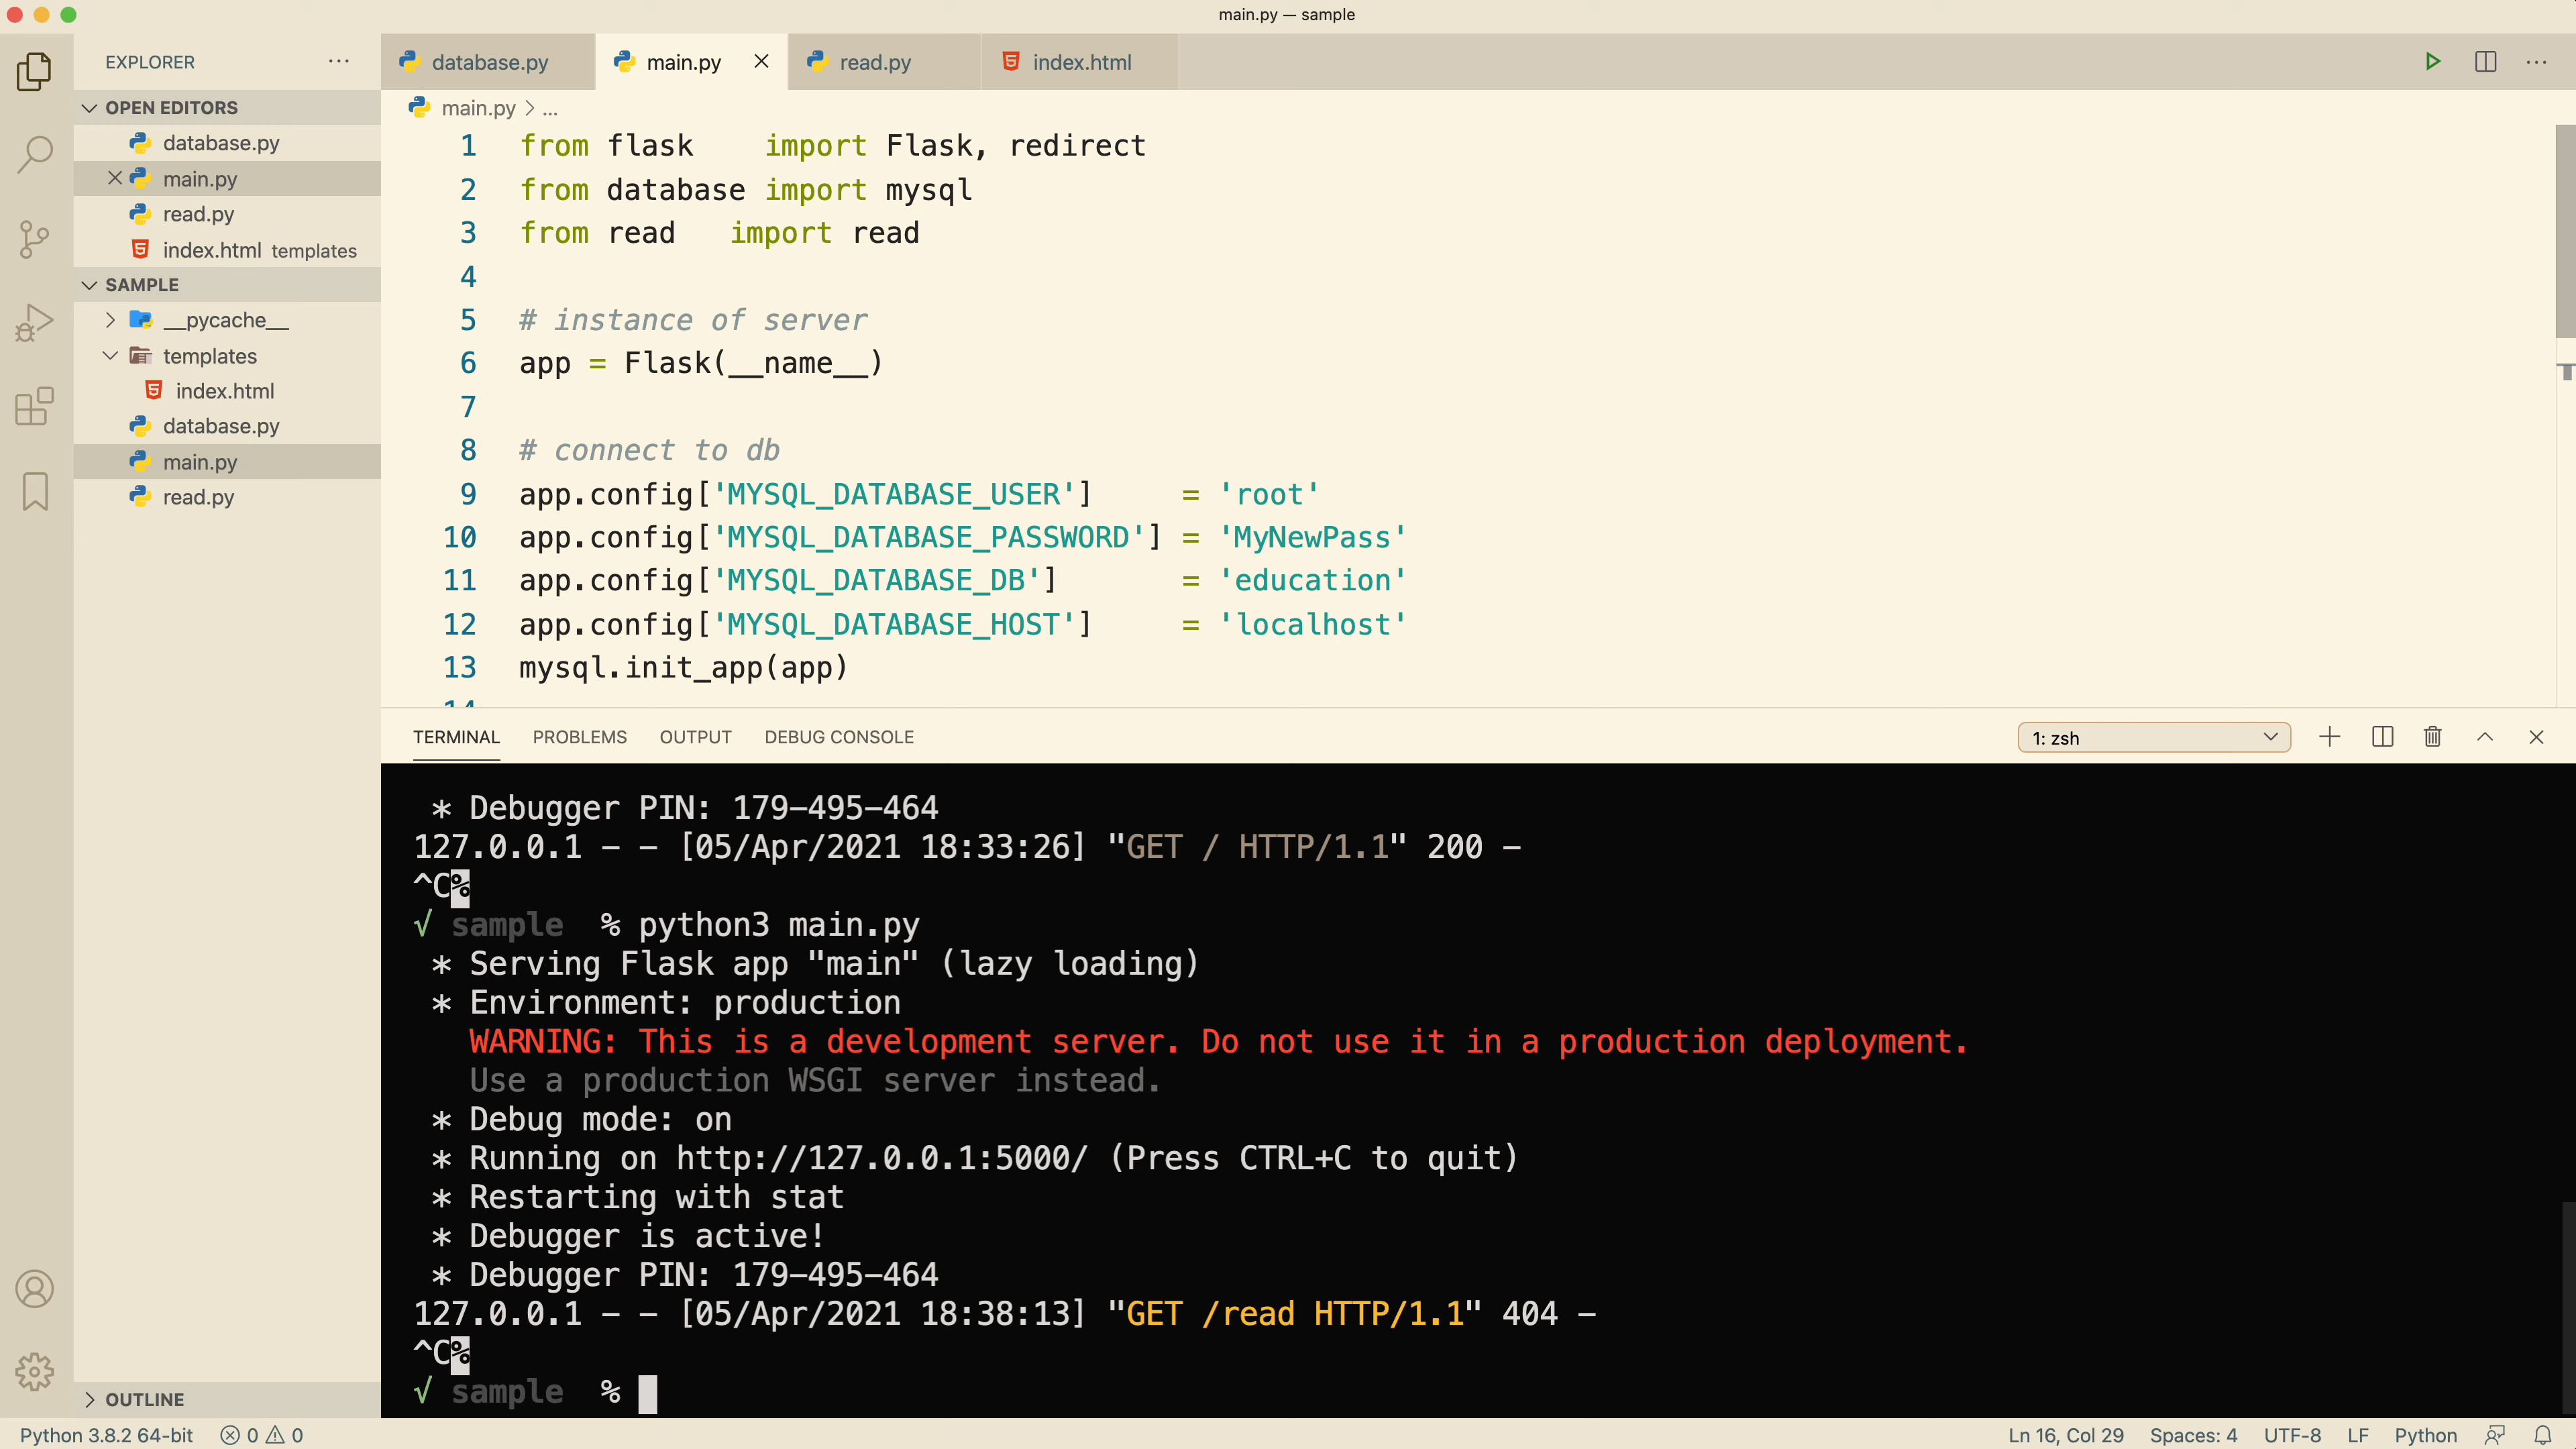 main.py — sample
EXPLORER
OPEN EDITORS
database.py
main.py
read.py
index.html templates
SAMPLE
__pycache__
templates
index.html
database.py
main.py
read.py
OUTLINE
database.py
main.py
read.py
index.html
main.py > ...
1 from flask    import Flask, redirect
2 from database import mysql
3 from read   import read
4
5 # instance of server
6 app = Flask(__name__)
7
8 # connect to db
9 app.config['MYSQL_DATABASE_USER']     = 'root'
10 app.config['MYSQL_DATABASE_PASSWORD'] = 'MyNewPass'
11 app.config['MYSQL_DATABASE_DB']       = 'education'
12 app.config['MYSQL_DATABASE_HOST']     = 'localhost'
13 mysql.init_app(app)
14
TERMINAL PROBLEMS OUTPUT DEBUG CONSOLE
1: zsh
* Debugger PIN: 179-495-464
127.0.0.1 - - [05/Apr/2021 18:33:26] "GET / HTTP/1.1" 200 -
^C%
√ sample  % python3 main.py
* Serving Flask app "main" (lazy loading)
* Environment: production
WARNING: This is a development server. Do not use it in a production deployment.
Use a production WSGI server instead.
* Debug mode: on
* Running on http://127.0.0.1:5000/ (Press CTRL+C to quit)
* Restarting with stat
* Debugger is active!
* Debugger PIN: 179-495-464
127.0.0.1 - - [05/Apr/2021 18:38:13] "GET /read HTTP/1.1" 404 -
^C%
√ sample  %
Python 3.8.2 64-bit 0 0
Ln 16, Col 29 Spaces: 4 UTF-8 LF Python